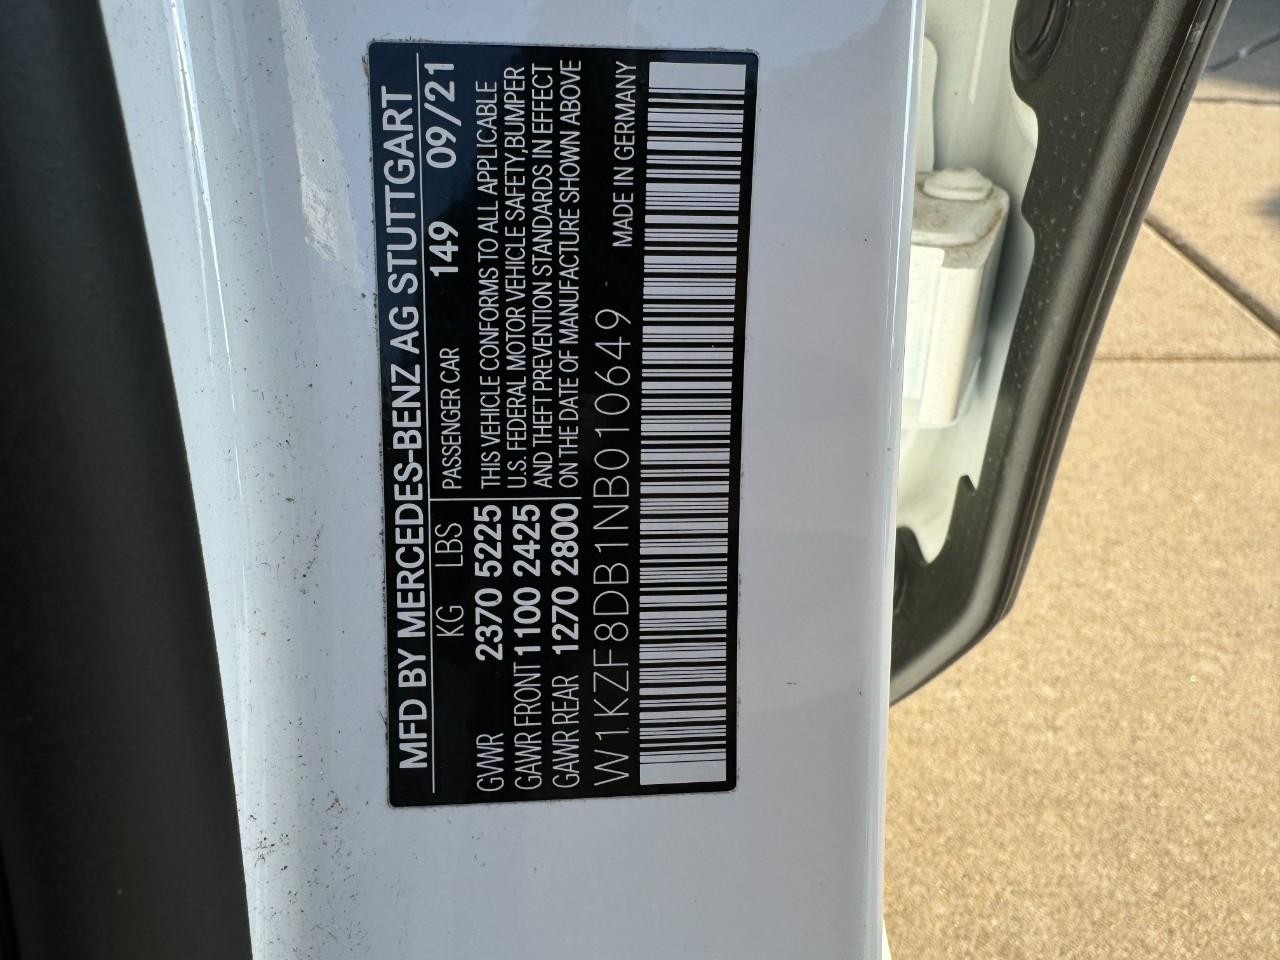 MFD BY MERCEDES-BENZ AG STUTTGART
KG LBS PASSENGER CAR 149 09/21
GVWR 2370 5225 THIS VEHICLE CONFORMS TO ALL APPLICABLE
GAWR FRONT 1100 2425 U.S. FEDERAL MOTOR VEHICLE SAFETY,BUMPER
GAWR REAR 1270 2800 AND THEFT PREVENTION STANDARDS IN EFFECT
ON THE DATE OF MANUFACTURE SHOWN ABOVE
W1KZF8DB1NB010649 MADE IN GERMANY